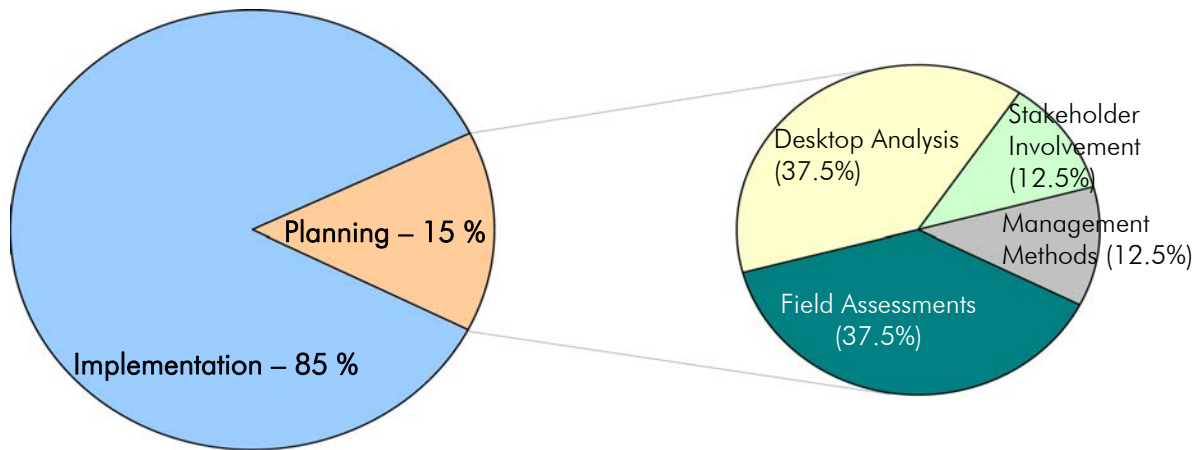 Planning – 15 %
Implementation – 85 %
Desktop Analysis
(37.5%)
Stakeholder
Involvement
(12.5%)
Management
Methods (12.5%)
Field Assessments
(37.5%)